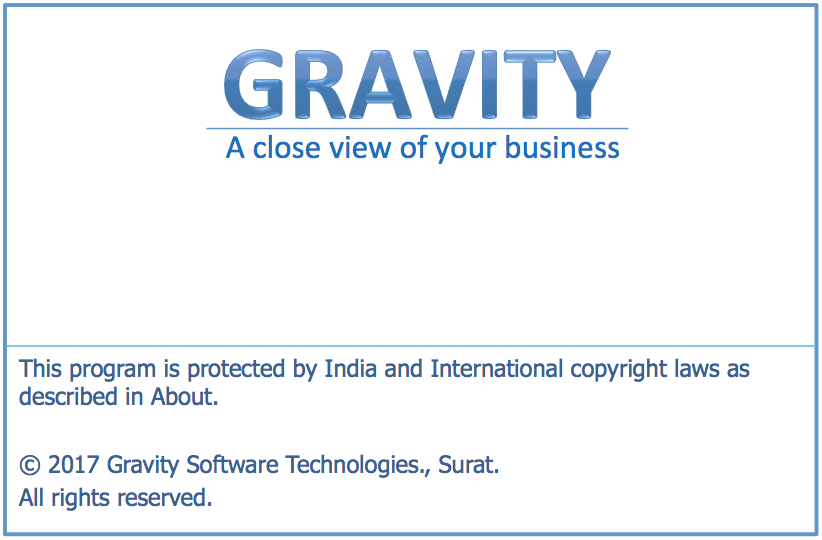 GRAVITY
A close view of your business
This program is protected by India and International copyright laws as
described in About.
© 2017 Gravity Software Technologies., Surat.
All rights reserved.